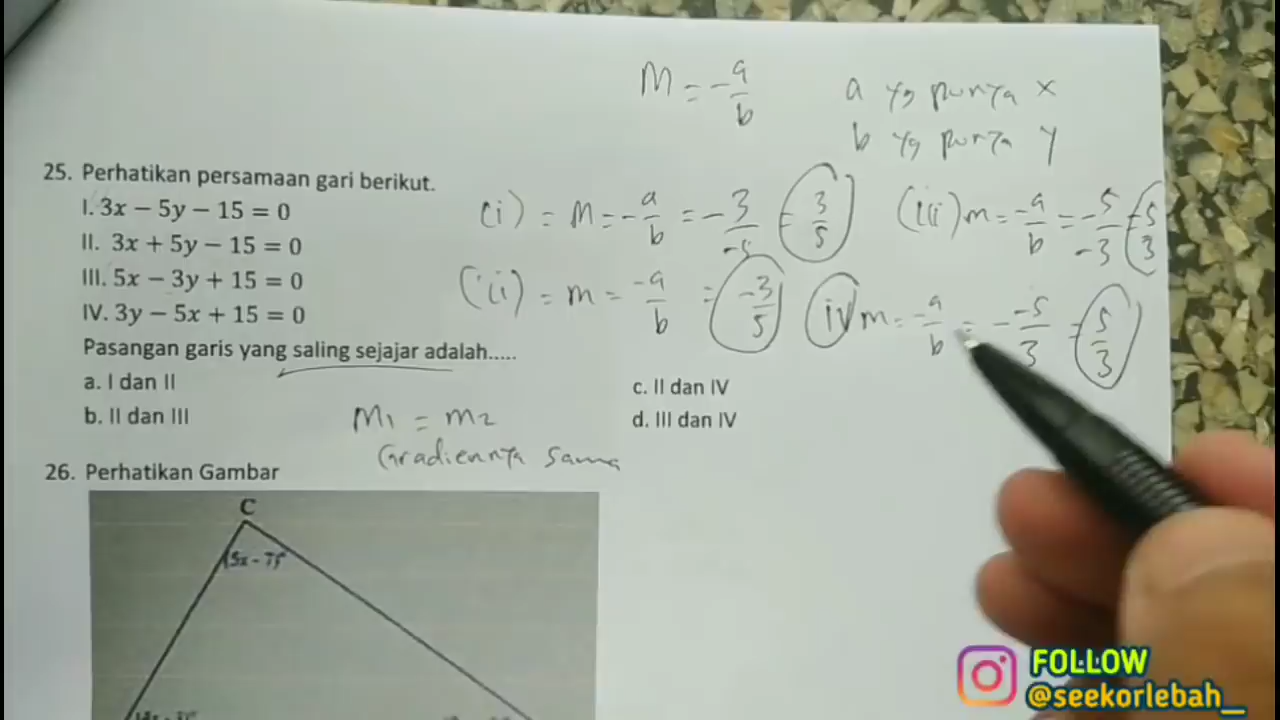 M = -a/b
a yg punya x
b yg punya y
25. Perhatikan persamaan gari berikut.
I. 3x − 5y − 15 = 0
II. 3x + 5y − 15 = 0
III. 5x − 3y + 15 = 0
IV. 3y − 5x + 15 = 0
Pasangan garis yang saling sejajar adalah.....
a. I dan II
b. II dan III
c. II dan IV
d. III dan IV
(i) = m = -a/b = -3/-5 = 3/5
(ii) = m = -a/b = -3/5
(iii) m = -a/b = -5/-3 = 5/3
iv m = -a/b = - -5/3 = 5/3
M1 = m2
Gradiennya sama
26. Perhatikan Gambar
C
FOLLOW
@seekorlebah_